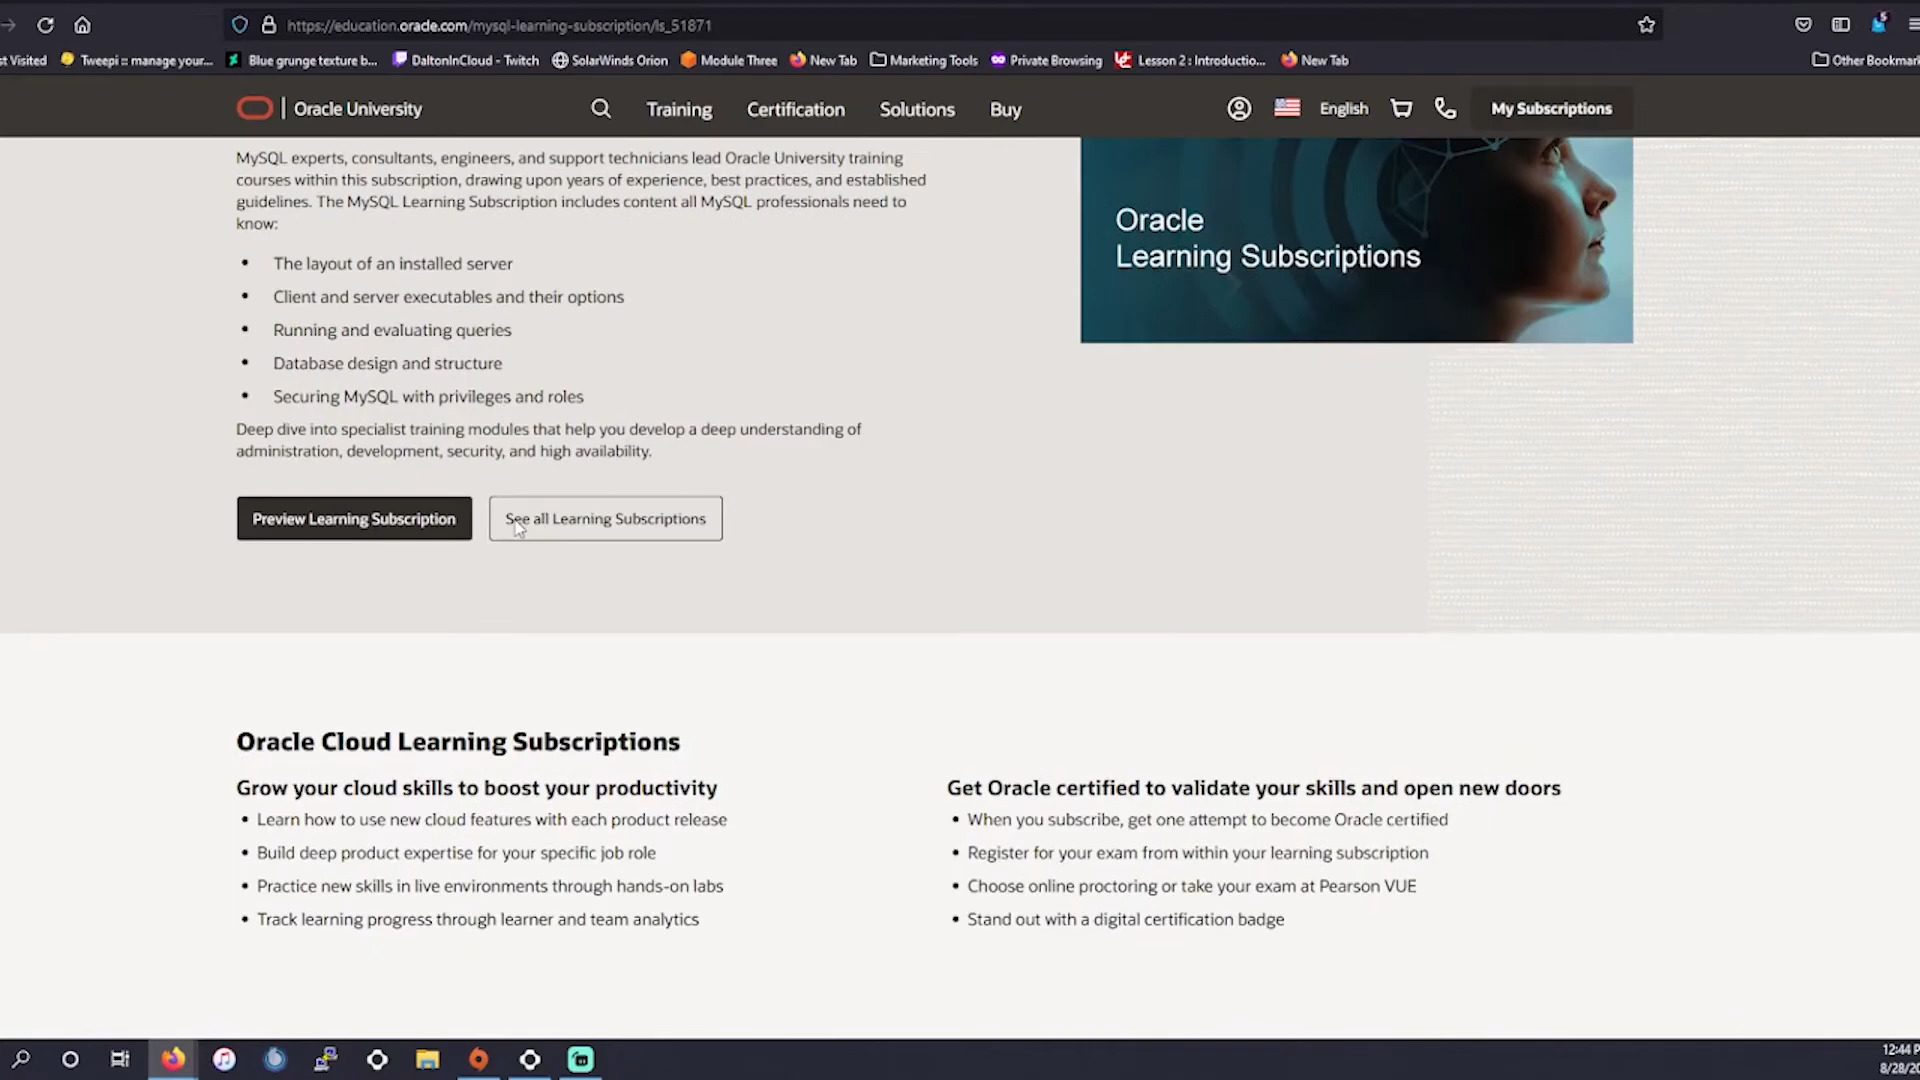 https://education.oracle.com/mysql-learning-subscription/ls_51871
t Visited
Tweepi :: manage your...
Blue grunge texture b...
DaltonInCloud - Twitch
SolarWinds Orion
Module Three
New Tab
Marketing Tools
Private Browsing
Lesson 2 : Introductio...
New Tab
Other Bookmar
Oracle University
Training
Certification
Solutions
Buy
English
My Subscriptions
MySQL experts, consultants, engineers, and support technicians lead Oracle University training
courses within this subscription, drawing upon years of experience, best practices, and established
guidelines. The MySQL Learning Subscription includes content all MySQL professionals need to
know:
• The layout of an installed server
• Client and server executables and their options
• Running and evaluating queries
• Database design and structure
• Securing MySQL with privileges and roles
Deep dive into specialist training modules that help you develop a deep understanding of
administration, development, security, and high availability.
Oracle
Learning Subscriptions
Preview Learning Subscription
See all Learning Subscriptions
Oracle Cloud Learning Subscriptions
Grow your cloud skills to boost your productivity
• Learn how to use new cloud features with each product release
• Build deep product expertise for your specific job role
• Practice new skills in live environments through hands-on labs
• Track learning progress through learner and team analytics
Get Oracle certified to validate your skills and open new doors
• When you subscribe, get one attempt to become Oracle certified
• Register for your exam from within your learning subscription
• Choose online proctoring or take your exam at Pearson VUE
• Stand out with a digital certification badge
12:44 P
8/28/20